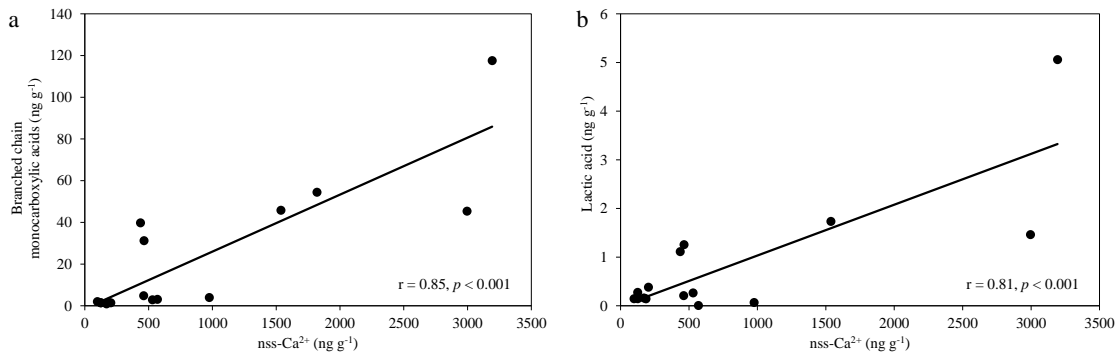 a
140
120
100
80
60
40
20
0
Branched chain
monocarboxylic acids (ng g⁻¹)
0 500 1000 1500 2000 2500 3000 3500
nss-Ca²⁺ (ng g⁻¹)
r = 0.85, p < 0.001
b
6
5
4
3
2
1
0
Lactic acid (ng g⁻¹)
0 500 1000 1500 2000 2500 3000 3500
nss-Ca²⁺ (ng g⁻¹)
r = 0.81, p < 0.001